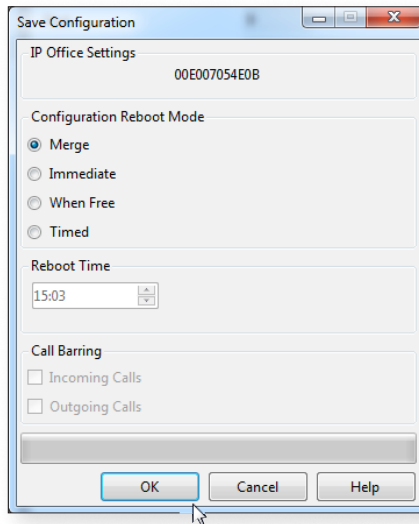 Save Configuration
IP Office Settings
00E007054E0B
Configuration Reboot Mode
Merge
Immediate
When Free
Timed
Reboot Time
15:03
Call Barring
Incoming Calls
Outgoing Calls
OK Cancel Help